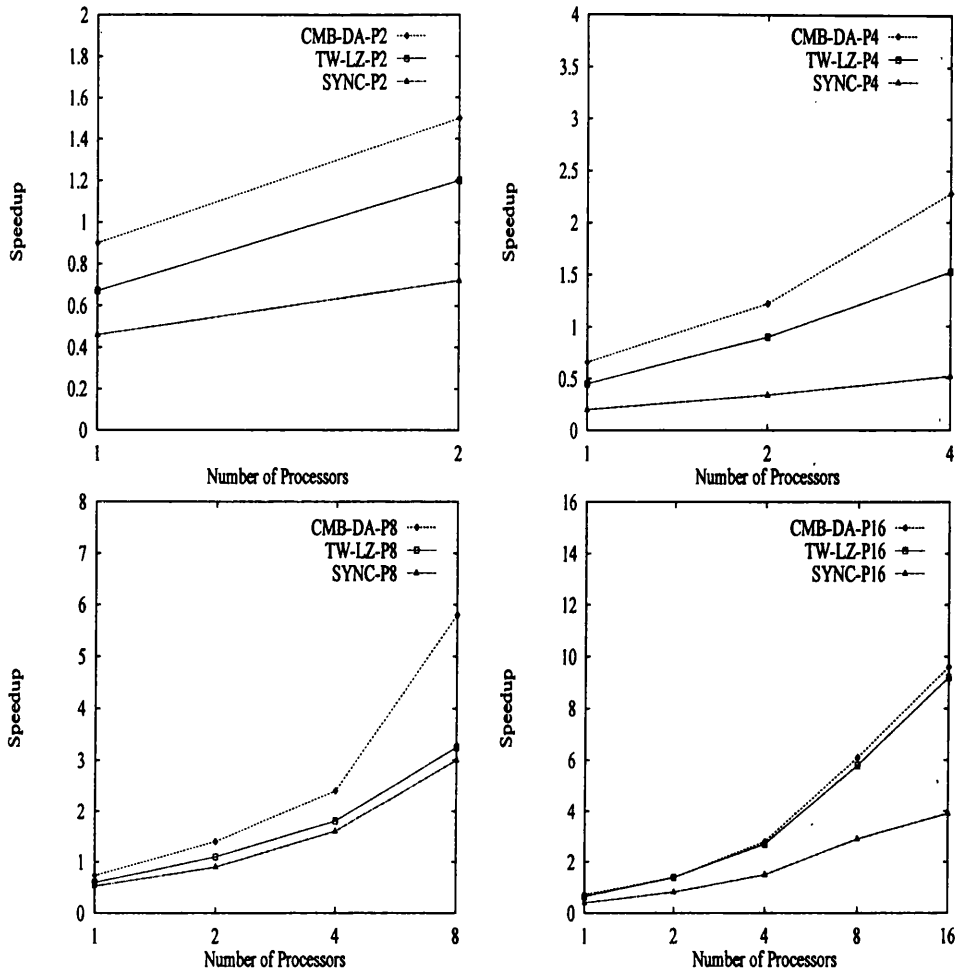 2
1.8
1.6
1.4
1.2
1
0.8
0.6
0.4
0.2
0
Speedup
CMB-DA-P2
TW-LZ-P2
SYNC-P2
1
2
Number of Processors
4
3.5
3
2.5
2
1.5
1
0.5
0
Speedup
CMB-DA-P4
TW-LZ-P4
SYNC-P4
1
2
4
Number of Processors
8
7
6
5
4
3
2
1
0
Speedup
CMB-DA-P8
TW-LZ-P8
SYNC-P8
1
2
4
8
Number of Processors
16
14
12
10
8
6
4
2
0
Speedup
CMB-DA-P16
TW-LZ-P16
SYNC-P16
1
2
4
8
16
Number of Processors